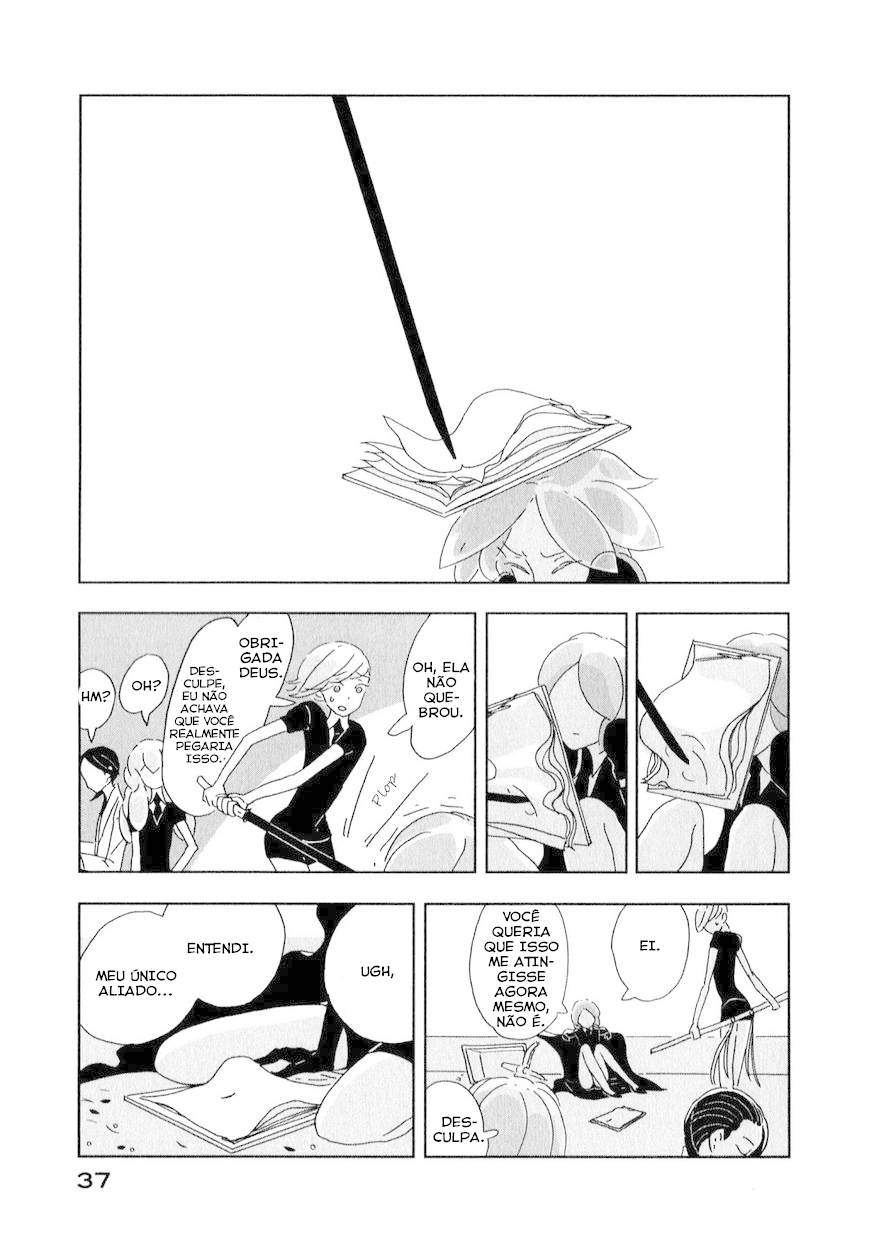 OH, ELA
NÃO
QUE-
BROU.
PLOP
OBRI-
GADA
DEUS.
DES-
CULPE,
EU NÃO
ACHAVA
QUE VOCÊ
REALMENTE
PEGARIA
ISSO.
OH?
HM?
EI.
VOCÊ
QUERIA
QUE ISSO
ME ATIN-
GISSE
AGORA
MESMO,
NÃO É.
DES-
CULPA.
UGH,
ENTENDI.
MEU ÚNICO
ALIADO...
37